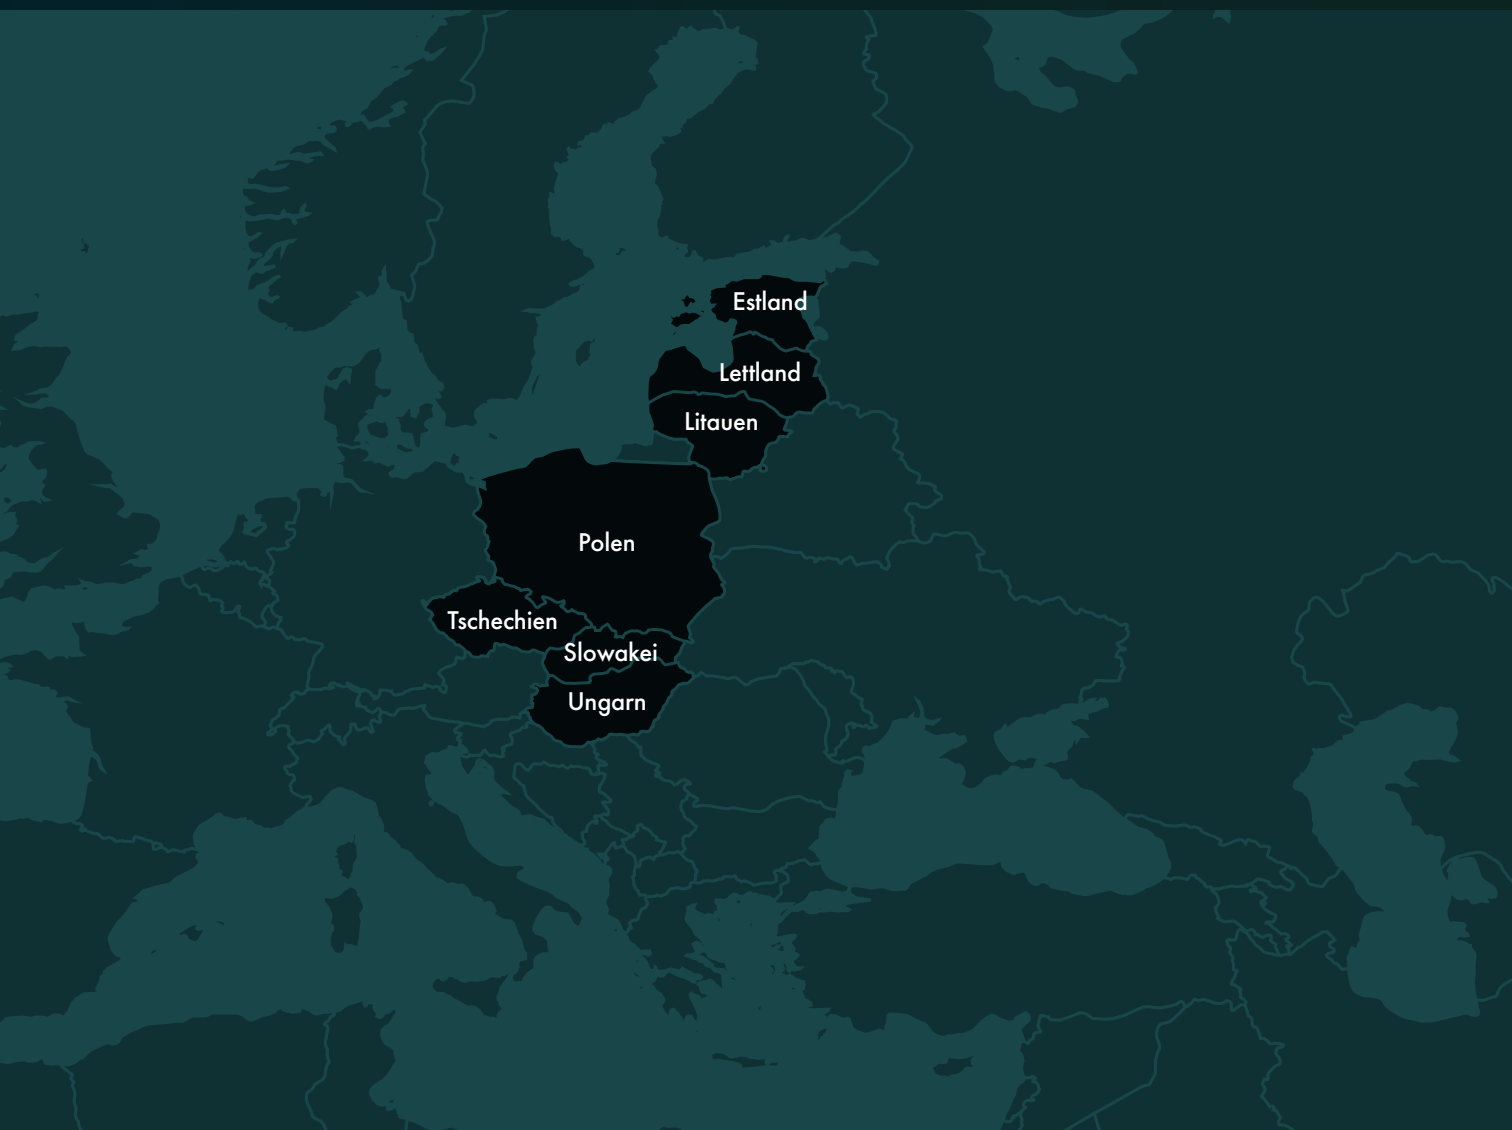 Estland
Lettland
Litauen
Polen
Tschechien
Slowakei
Ungarn